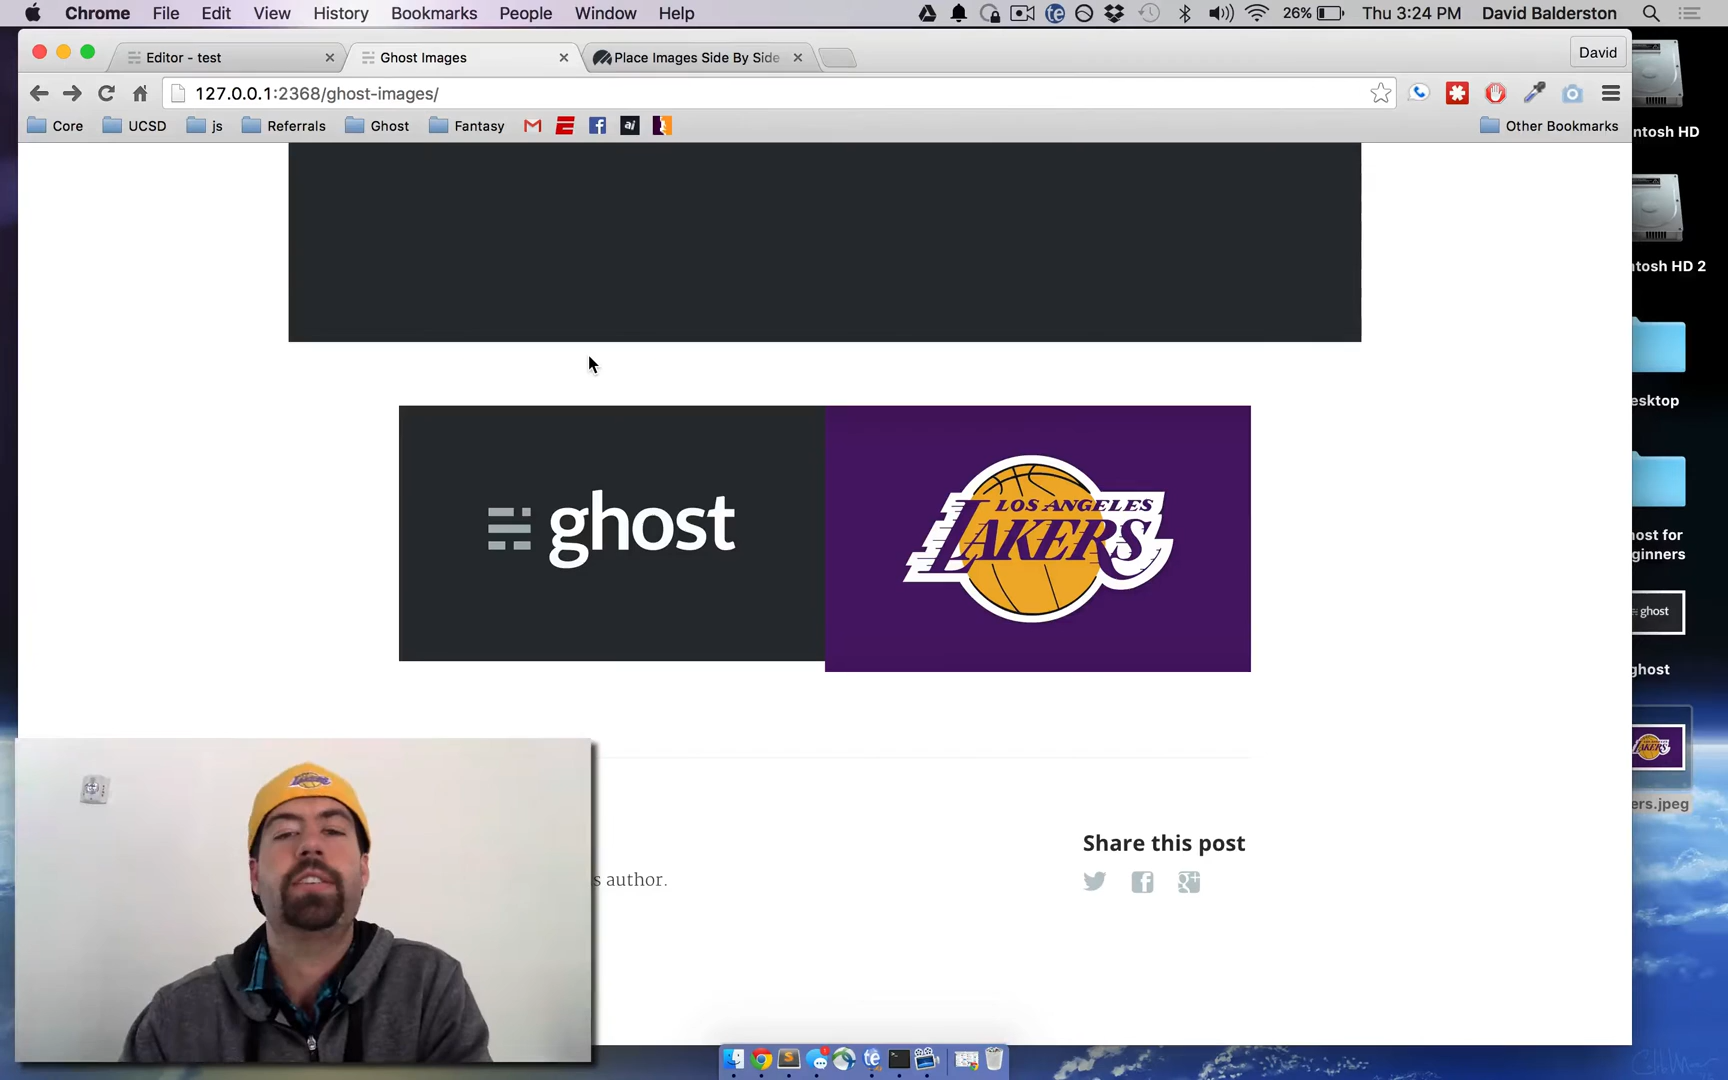 Chrome File Edit View History Bookmarks People Window Help 26% Thu 3:24 PM David Balderston
Editor - test Ghost Images Place Images Side By Side David
127.0.0.1:2368/ghost-images/
Core UCSD js Referrals Ghost Fantasy ai Other Bookmarks
ntosh HD
ntosh HD 2
esktop
ghost
LOS ANGELES
LAKERS
ost for
ginners
ghost
ghost
ers.jpeg
LAKERS
Share this post
s author.